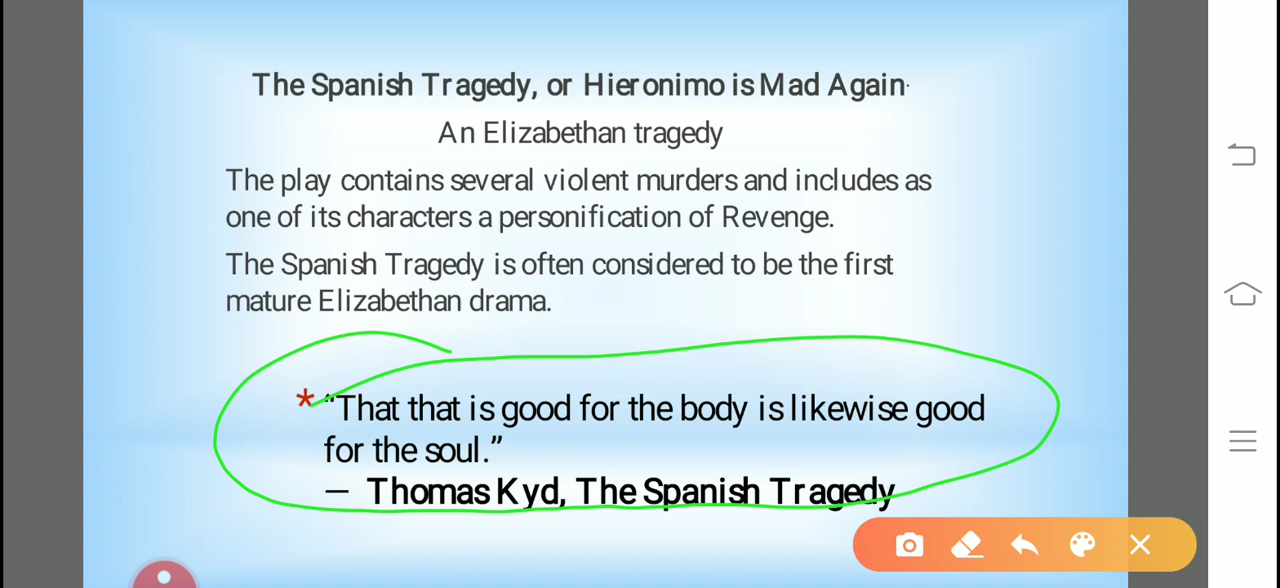 The Spanish Tragedy, or Hieronimo is Mad Again.
An Elizabethan tragedy
The play contains several violent murders and includes as
one of its characters a personification of Revenge.
The Spanish Tragedy is often considered to be the first
mature Elizabethan drama.
* “That that is good for the body is likewise good
for the soul.”
— Thomas Kyd, The Spanish Tragedy